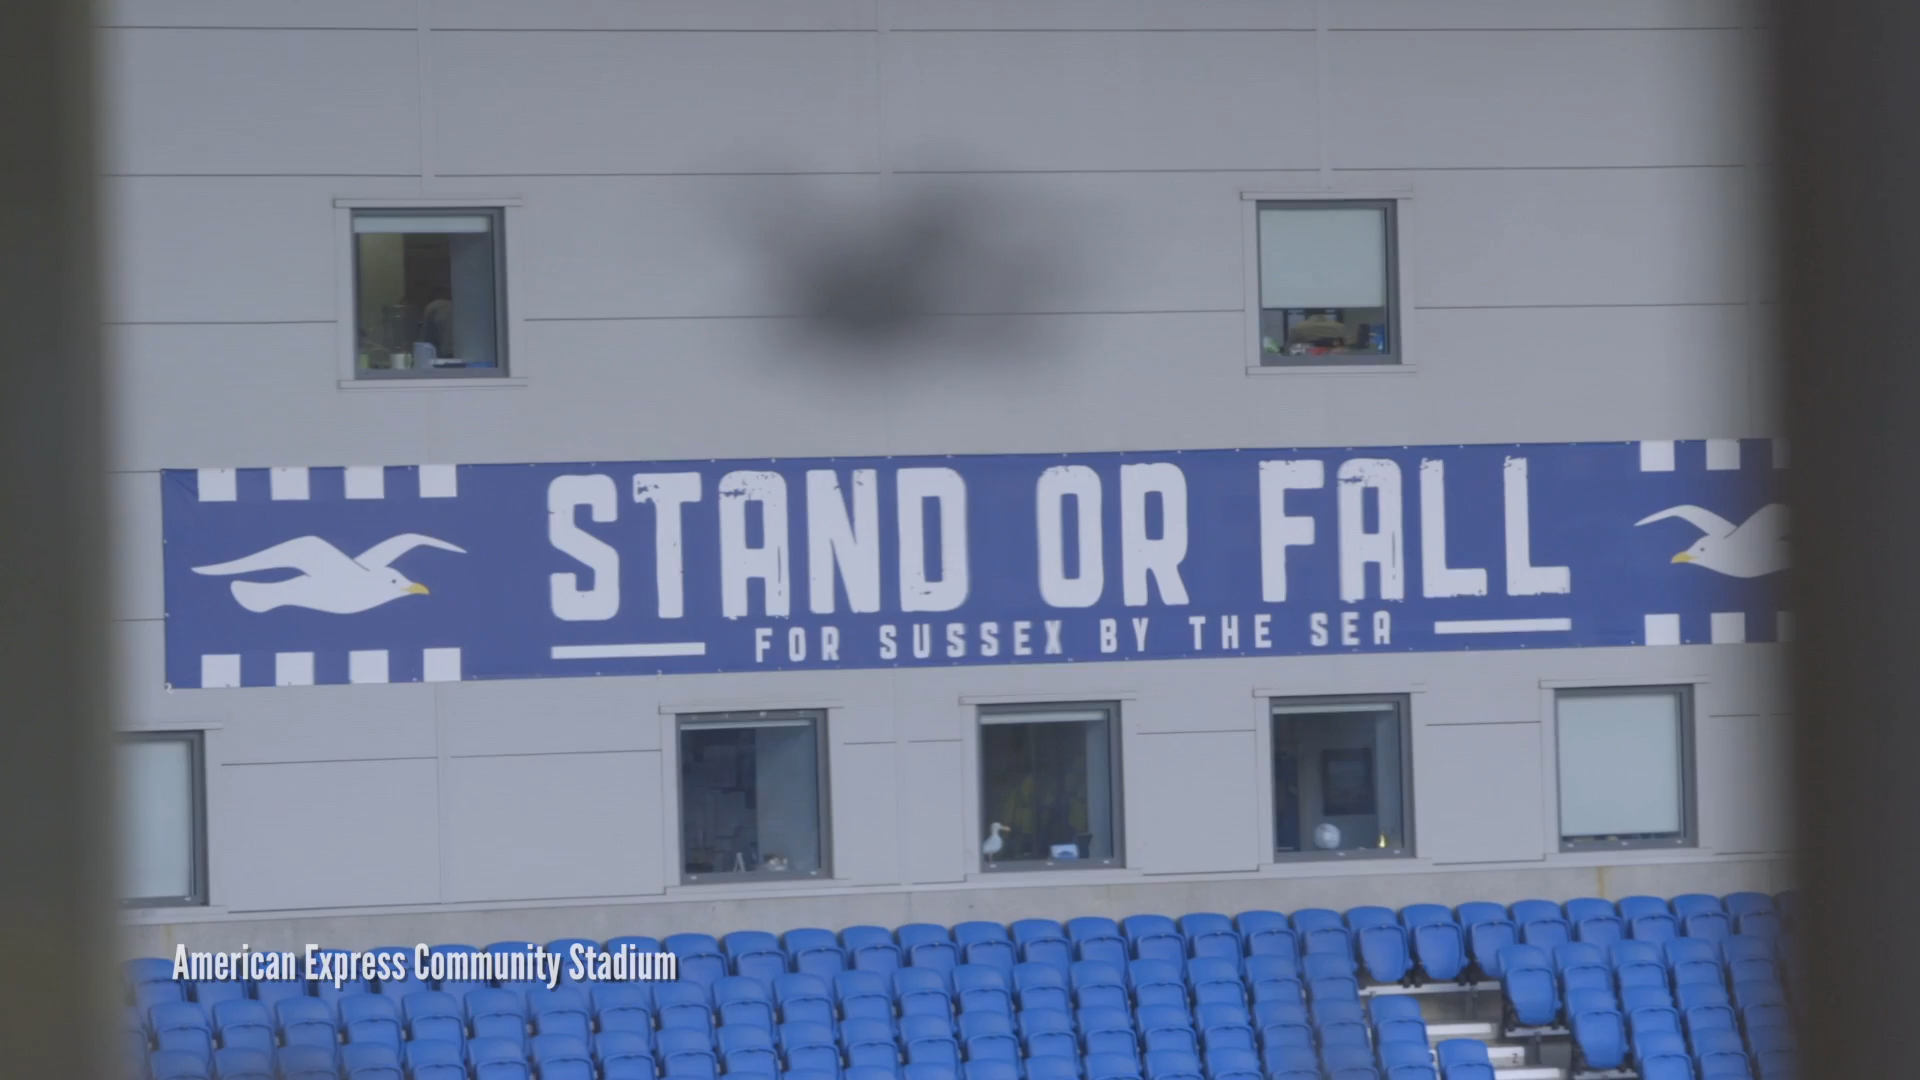 STAND OR FALL
FOR SUSSEX BY THE SEA
American Express Community Stadium